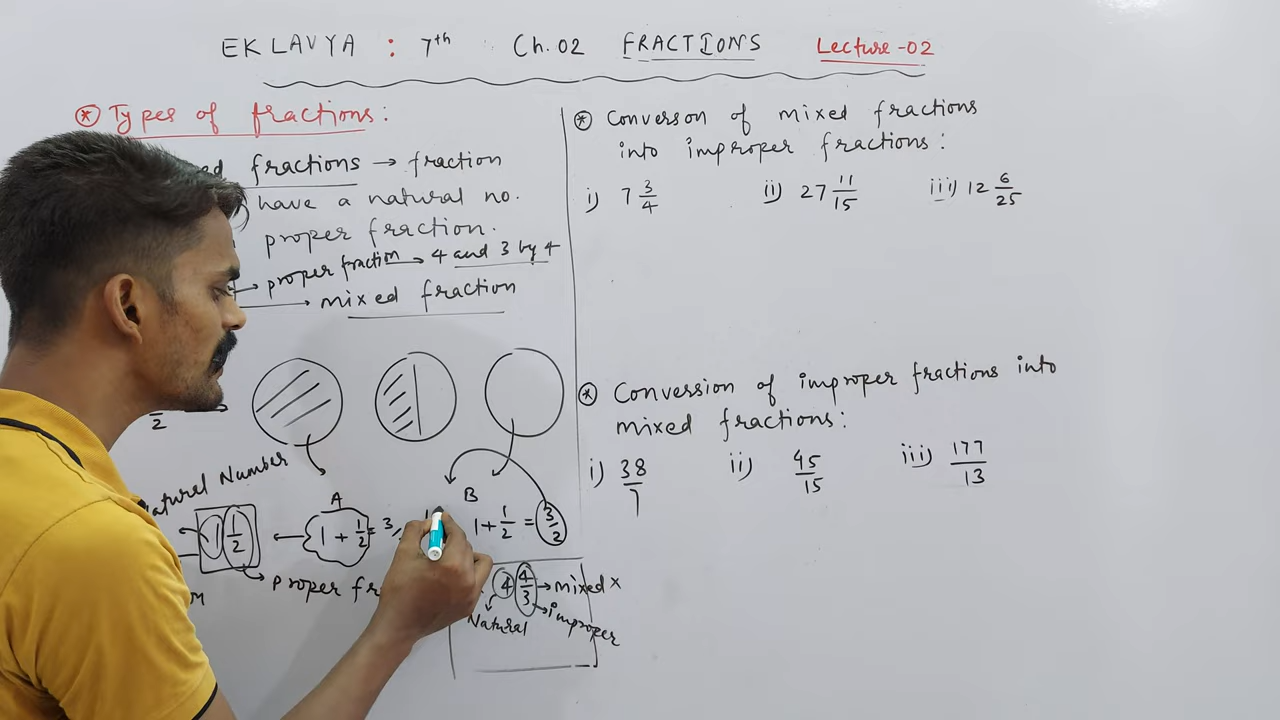 EKLAVYA : 7th Ch. 02 FRACTIONS Lecture -02
* Types of fractions :
fractions → fraction
have a natural no.
proper fraction.
→ proper fraction → 4 and 3 by 4
→ mixed fraction
2
Natural Number
A
1 1/2 ← 1 + 1/2 = 3/
proper
B
1 + 1/2 = 3/2
4 4/3 → mixed ×
Natural
improper
* Converson of mixed fractions
into improper fractions :
i) 7 3/4 ii) 27 11/15 iii) 12 6/25
* Conversion of improper fractions into
mixed fractions :
i) 38/7 ii) 45/15 iii) 177/13